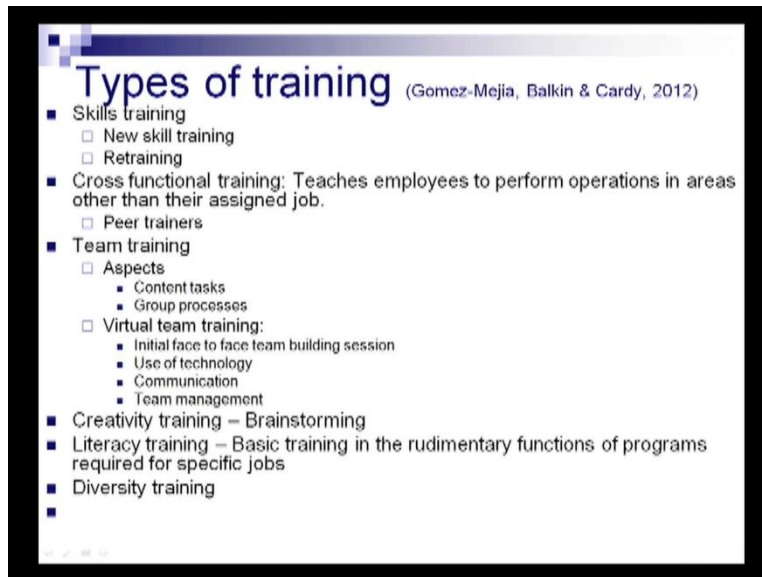 Types of training (Gomez-Mejia, Balkin & Cardy, 2012)
Skills training
New skill training
Retraining
Cross functional training: Teaches employees to perform operations in areas
other than their assigned job.
Peer trainers
Team training
Aspects
Content tasks
Group processes
Virtual team training:
Initial face to face team building session
Use of technology
Communication
Team management
Creativity training – Brainstorming
Literacy training – Basic training in the rudimentary functions of programs
required for specific jobs
Diversity training